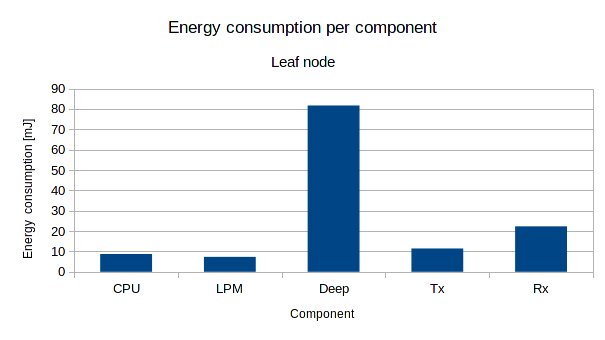 Energy consumption per component
Leaf node
Energy consumption [mJ]
90
80
70
60
50
40
30
20
10
0
CPU LPM Deep Tx Rx
Component